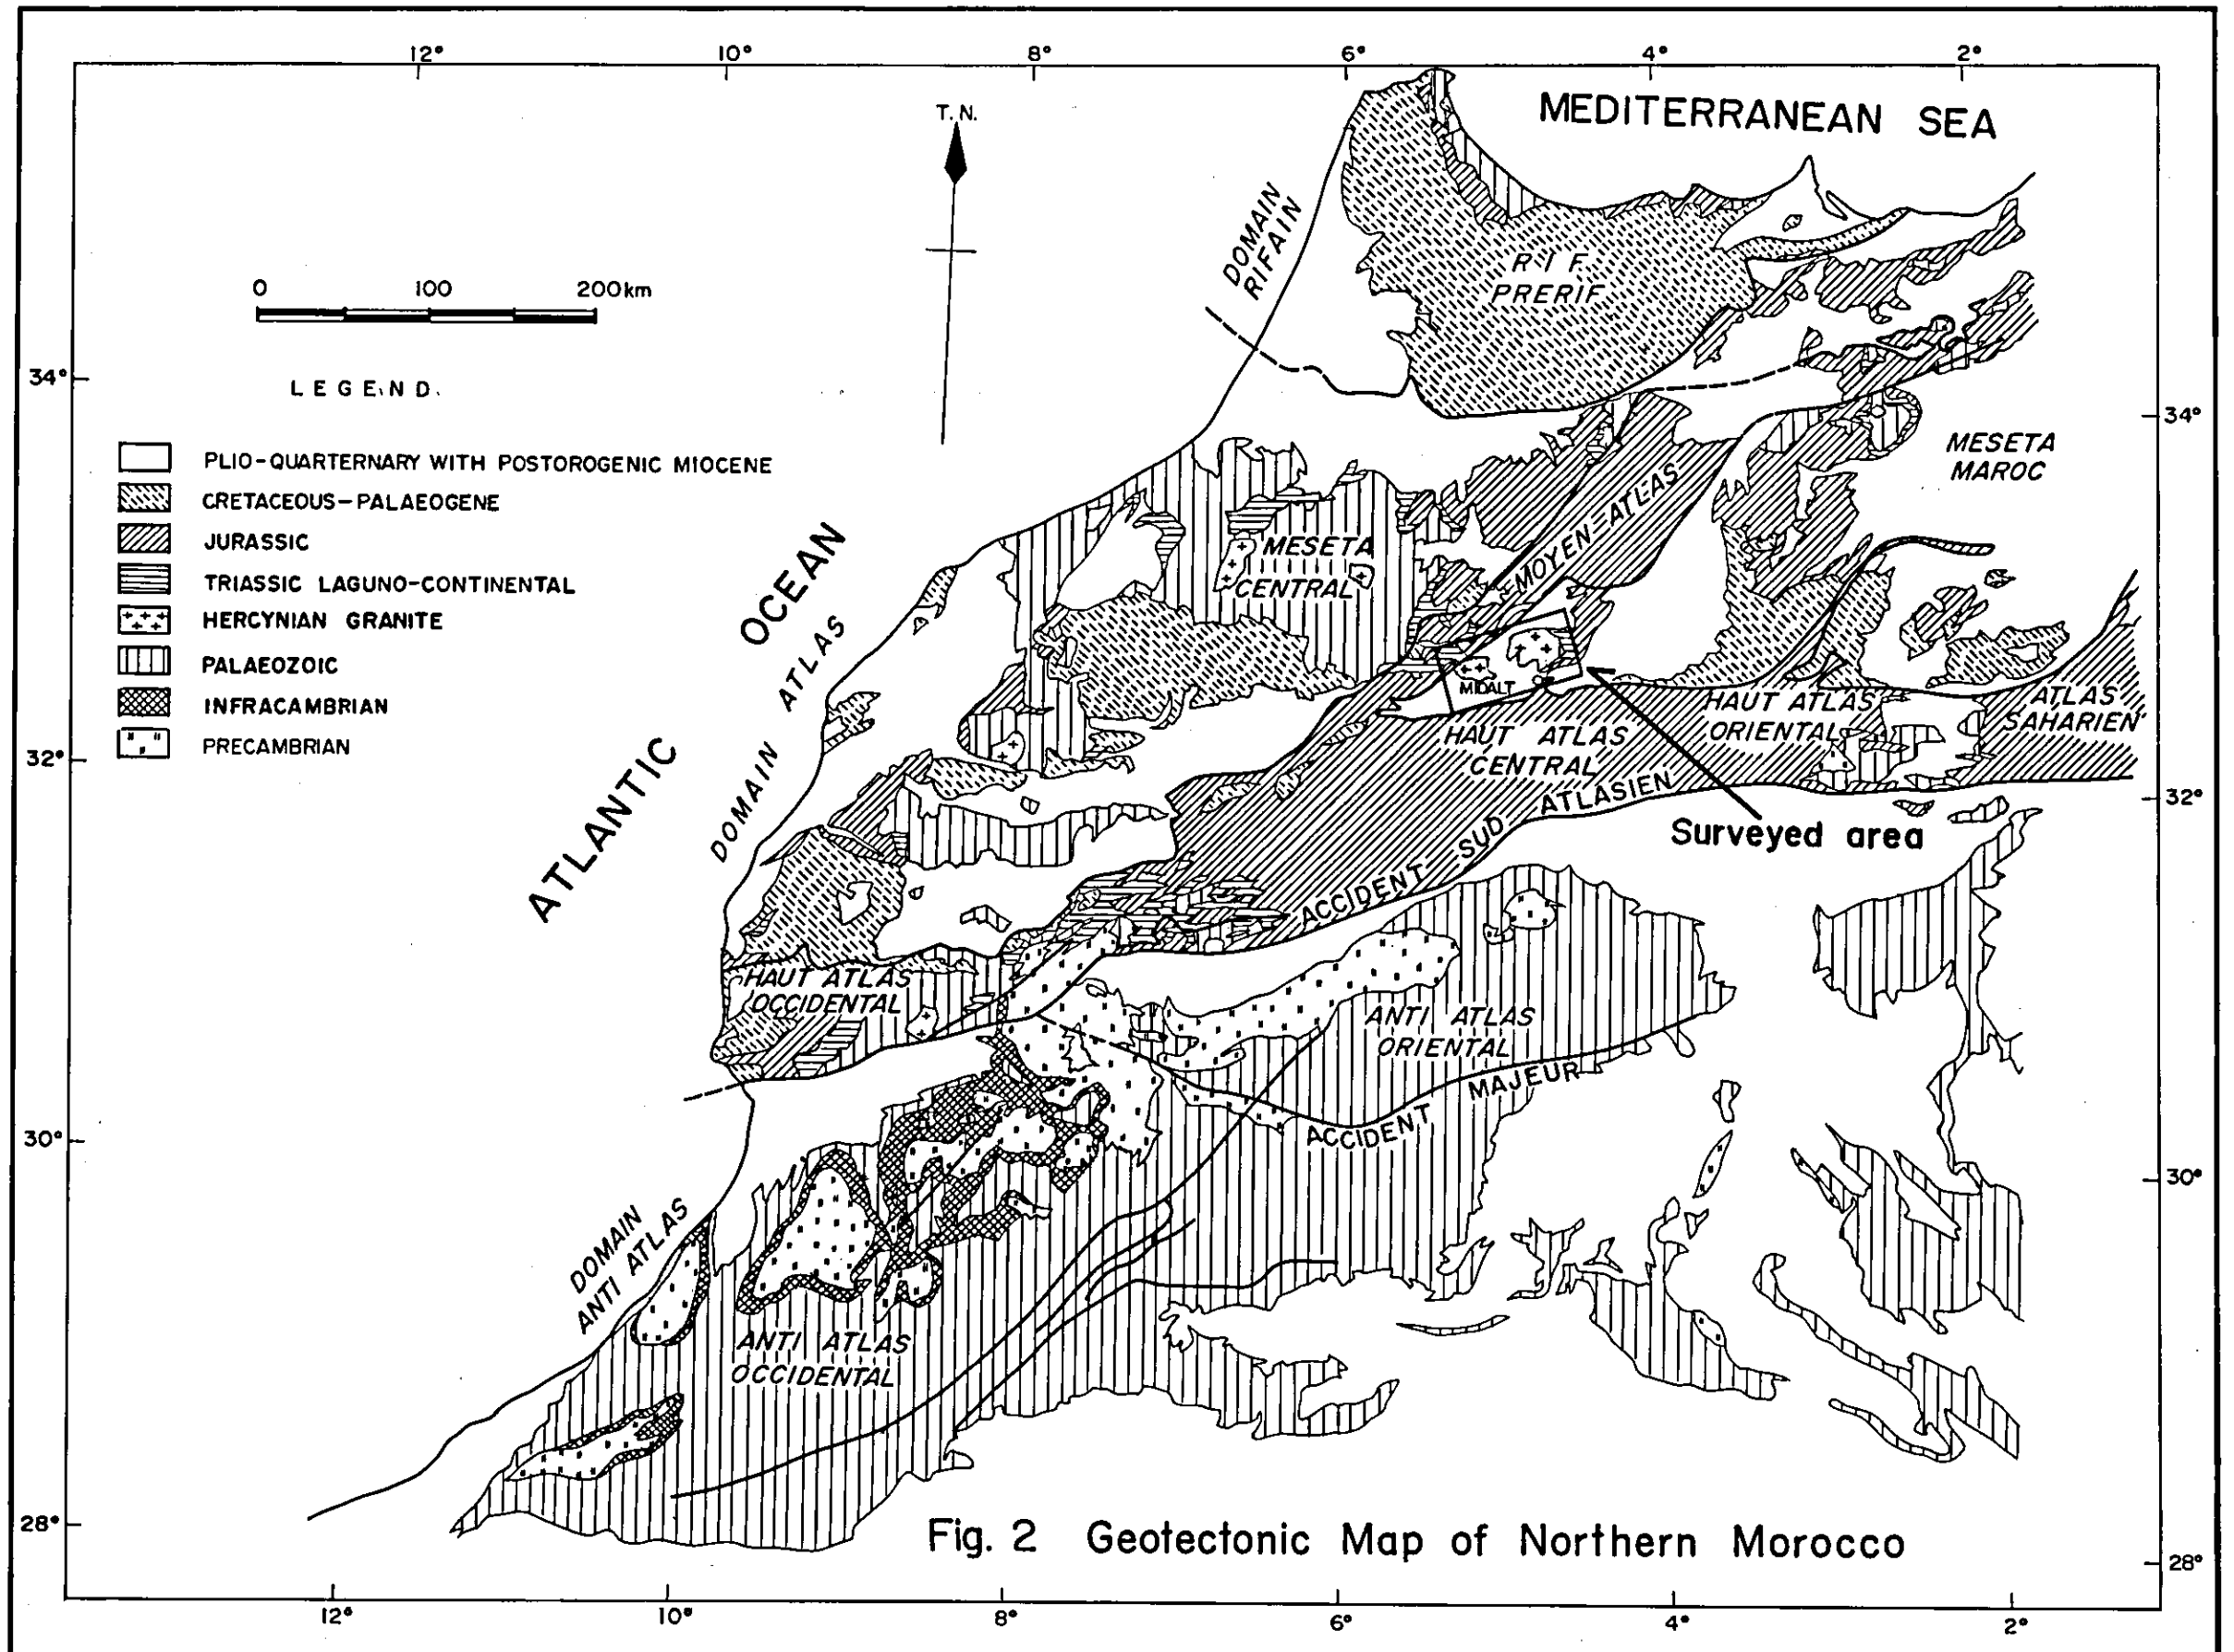 12° 10° 8° 6° 4° 2°
T.N.
MEDITERRANEAN SEA
DOMAIN
RIFAIN
RIF
PRERIF
0 100 200km
34°
34°
LEGEND
PLIO-QUARTERNARY WITH POSTOROGENIC MIOCENE
CRETACEOUS-PALAEOGENE
JURASSIC
TRIASSIC LAGUNO-CONTINENTAL
HERCYNIAN GRANITE
PALAEOZOIC
INFRACAMBRIAN
PRECAMBRIAN
MESETA
MAROC
MOYEN ATLAS
MESETA
CENTRAL
ATLANTIC OCEAN
DOMAIN ATLAS
MIDALT
HAUT ATLAS
CENTRAL
HAUT ATLAS
ORIENTAL
ATLAS
SAHARIEN
32°
32°
ACCIDENT SUD ATLASIEN
Surveyed area
HAUT ATLAS
OCCIDENTAL
ANTI ATLAS
ORIENTAL
ACCIDENT MAJEUR
30°
30°
DOMAIN
ANTI ATLAS
ANTI ATLAS
OCCIDENTAL
28°
28°
Fig. 2 Geotectonic Map of Northern Morocco
12° 10° 8° 6° 4° 2°